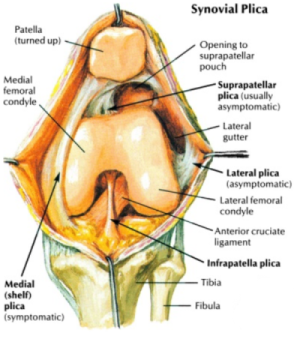 Synovial Plica
Patella
(turned up)
Opening to
suprapatellar
pouch
Medial
femoral
condyle
Suprapatellar
plica (usually
asymptomatic)
Lateral
gutter
Lateral plica
(asymptomatic)
Lateral femoral
condyle
Anterior cruciate
ligament
Infrapatella plica
Medial
(shelf)
plica
(symptomatic)
Tibia
Fibula